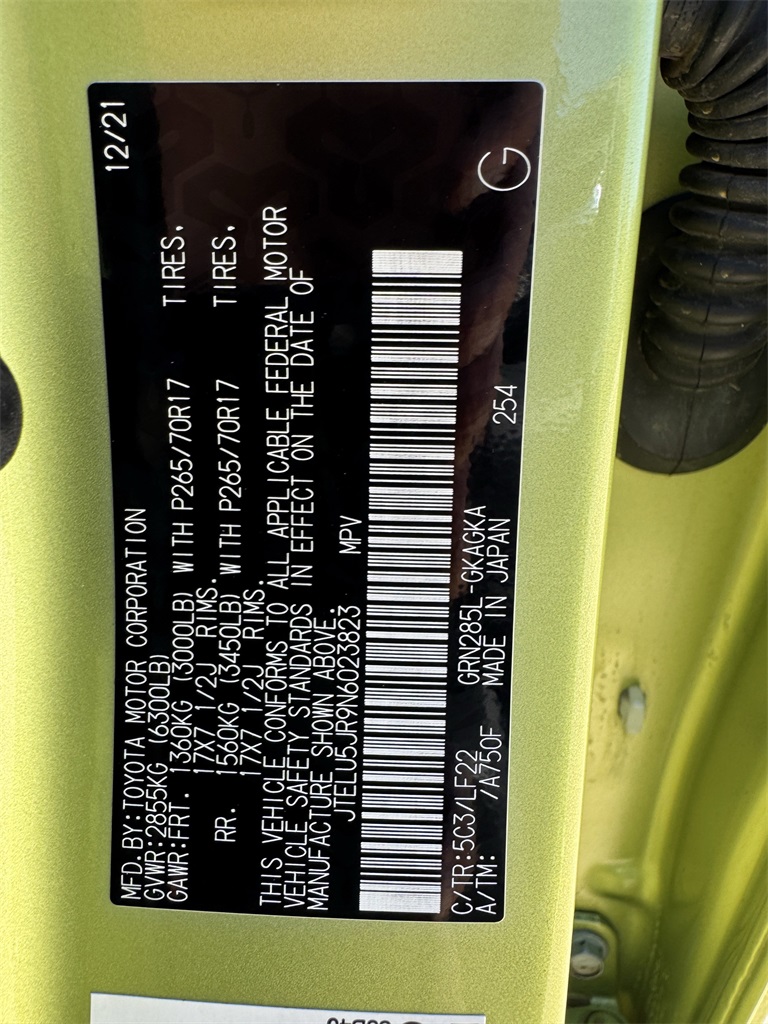 MFD. BY:TOYOTA MOTOR CORPORATION 12/21
GVWR:2855KG (6300LB)
GAWR:FRT. 1360KG (3000LB) WITH P265/70R17 TIRES,
17X7 1/2J RIMS.
RR. 1560KG (3450LB) WITH P265/70R17 TIRES,
17X7 1/2J RIMS.
THIS VEHICLE CONFORMS TO ALL APPLICABLE FEDERAL MOTOR
VEHICLE SAFETY STANDARDS IN EFFECT ON THE DATE OF
MANUFACTURE SHOWN ABOVE.
JTELU5JR9N6023823 MPV
C/TR:5C3/LF22 GRN285L-GKAGKA 254 G
A/TM: /A750F MADE IN JAPAN